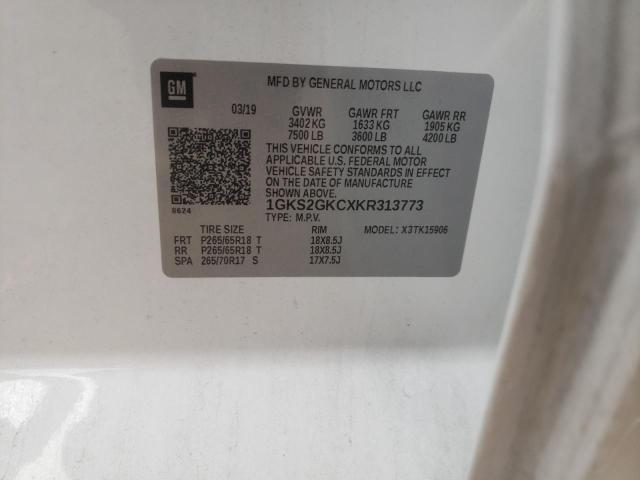 GM
MFD BY GENERAL MOTORS LLC
03/19 GVWR GAWR FRT GAWR RR
3402 KG 1633 KG 1905 KG
7500 LB 3600 LB 4200 LB
THIS VEHICLE CONFORMS TO ALL
APPLICABLE U.S. FEDERAL MOTOR
VEHICLE SAFETY STANDARDS IN EFFECT
ON THE DATE OF MANUFACTURE
SHOWN ABOVE.
8624 1GKS2GKCXKR313773
TYPE: M.P.V. MODEL: X3TK15906
TIRE SIZE RIM
FRT P265/65R18 T 18X8.5J
RR P265/65R18 T 18X8.5J
SPA 265/70R17 S 17X7.5J